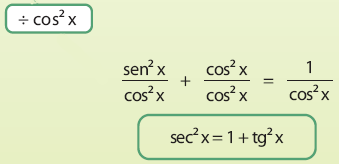 ÷ cos² x
sen² x / cos² x + cos² x / cos² x = 1 / cos² x
sec² x = 1 + tg² x